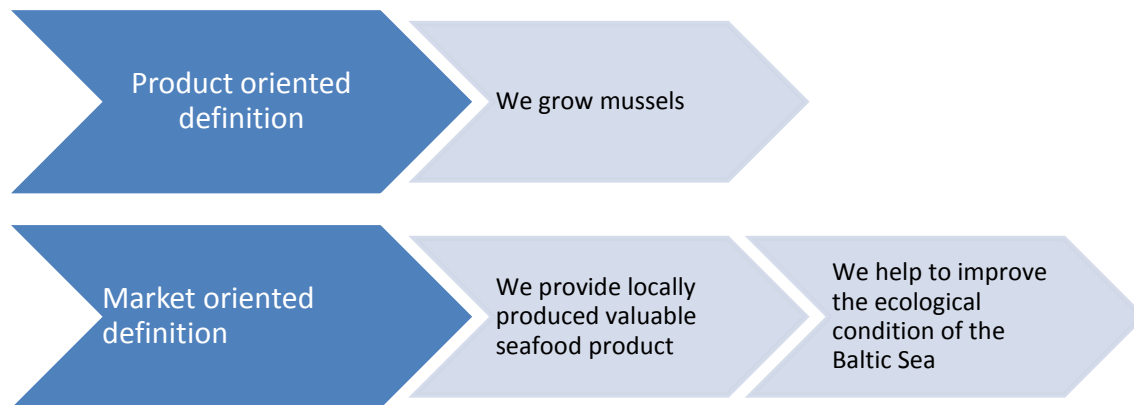 Product oriented
definition
We grow mussels
Market oriented
definition
We provide locally
produced valuable
seafood product
We help to improve
the ecological
condition of the
Baltic Sea